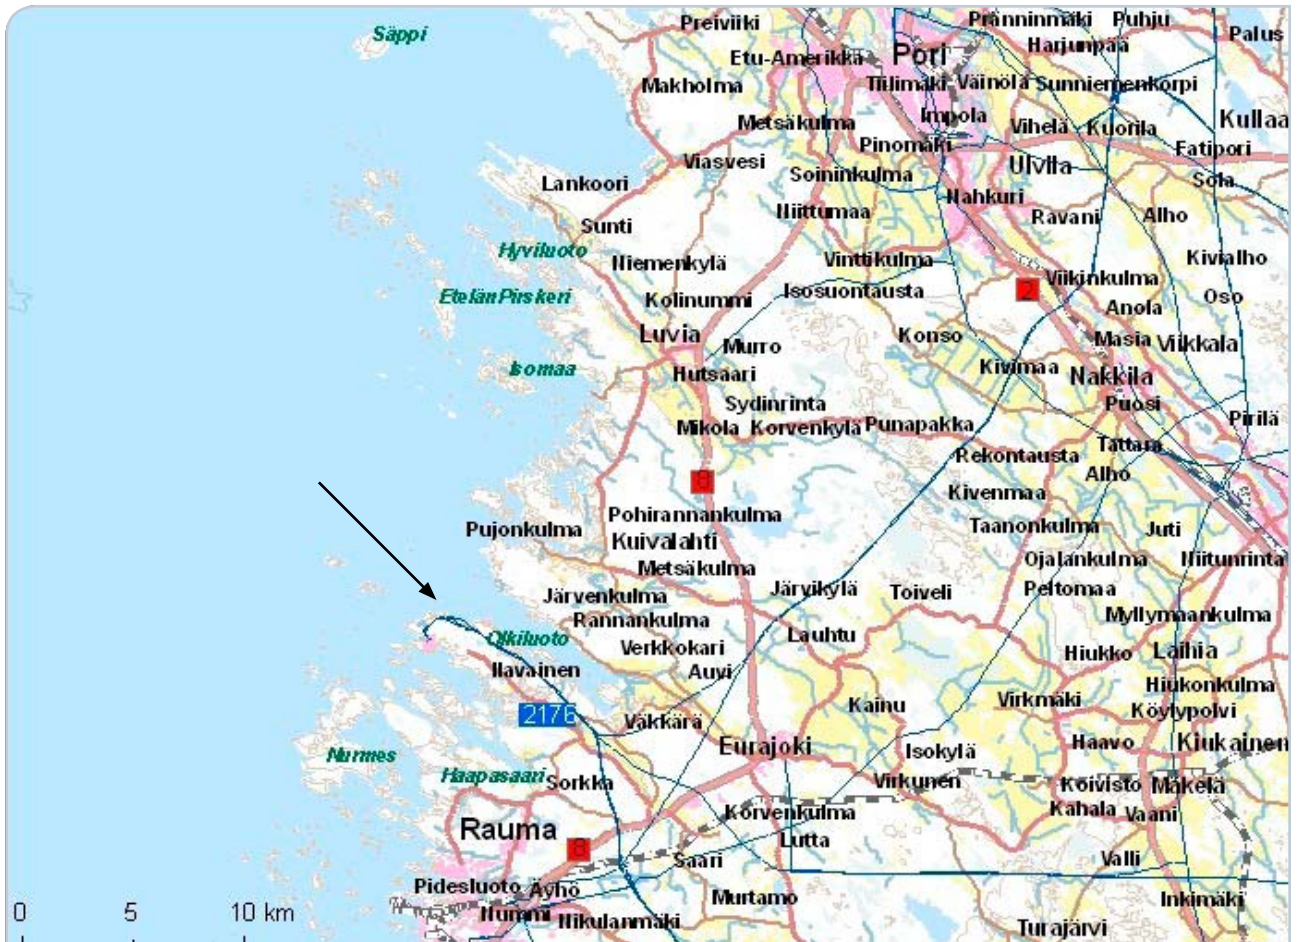 Preiviiki
Pränninmäki
Puhju
Säppi
Palus
Harjunpää
Pori
Etu-Amerikka
Makholma
Tiilimäki
Väinölä
Sunniemenkorpi
Impola
Kullaa
Metsäkulma
Vihelä
Kuorila
Pinomäki
Fatipori
Viasvesi
Ulvila
Soininkulma
Sola
Lankoori
Nahkuri
Niittumaa
Ravani
Alho
Sunti
Hyviluoto
Niemenkylä
Vinttikulma
Kivialho
Viikinkulma
Etelän Pirskeri
Kolinummi
Isosuontausta
2
Oso
Anola
Luvia
Murro
Konso
Masia
Viikkala
Isomaa
Hutsaari
Kivimaa
Nakkila
Sydinrinta
Puosi
Mikola
Korvenkylä
Punapakka
Pirilä
Tattara
Rekontausta
8
Alho
Kivenmaa
Pohirannankulma
Pujonkulma
Taanonkulma
Juti
Kuivalahti
Ojalankulma
Niitunrinta
Metsäkulma
Järvenkulma
Järvikylä
Toiveli
Peltomaa
Rannankulma
Myllymaankulma
Olkiluoto
Lauhtu
Verkkokari
Hiukko
Laihia
Ilavainen
Auvi
Hiukonkulma
Virkmäki
2176
Väkkärä
Kainu
Köylypolvi
Eurajoki
Haavo
Kiukainen
Nurmes
Isokylä
Haapasaari
Sorkka
Virkunen
Koivisto
Mäkelä
Korvenkulma
Kahala
Vaani
Rauma
8
Lutta
Saari
Valli
Pidesluoto
Äyhö
Murtamo
Inkimäki
0
5
10 km
Nummi
Nikulanmäki
Turajärvi